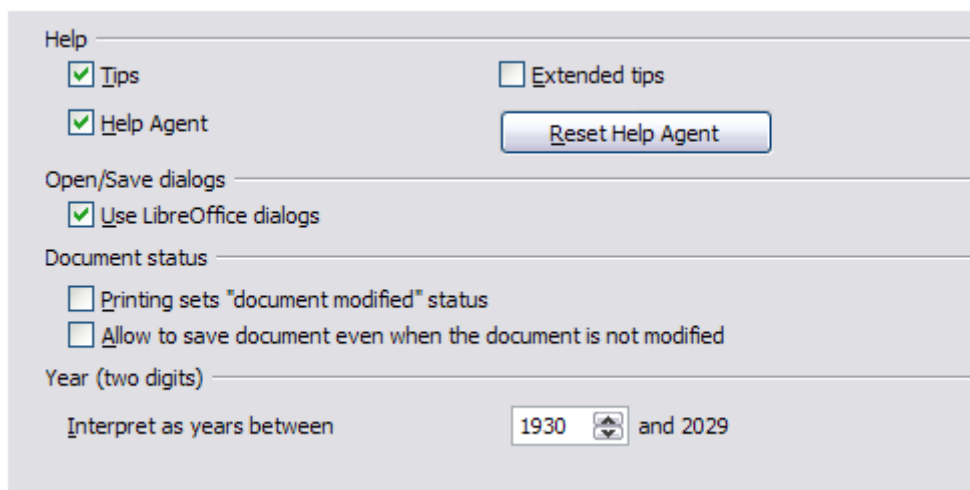 Help
Tips
Extended tips
Help Agent
Reset Help Agent
Open/Save dialogs
Use LibreOffice dialogs
Document status
Printing sets "document modified" status
Allow to save document even when the document is not modified
Year (two digits)
Interpret as years between 1930 and 2029